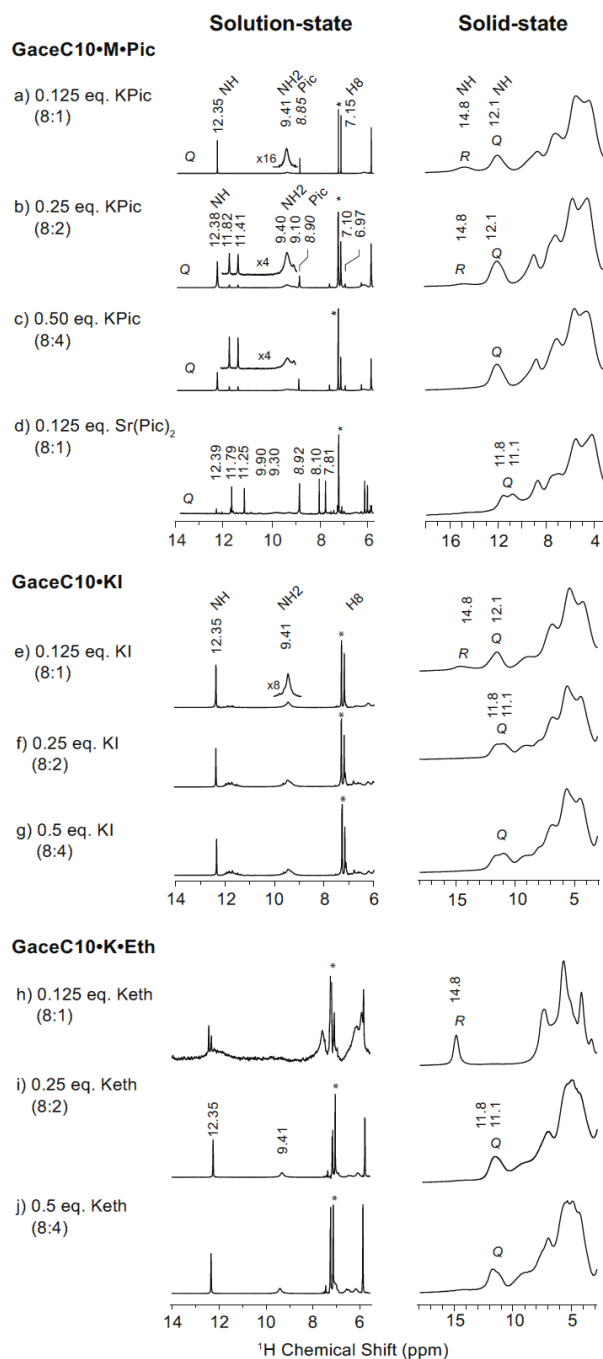 Solution-state
Solid-state
GaceC10•M•Pic
a) 0.125 eq. KPic
(8:1)
12.35 NH
9.41 NH2
8.85 Pic
7.15 H8
Q
x16
*
14.8 NH
12.1 NH
R
Q
b) 0.25 eq. KPic
(8:2)
12.38 NH
11.82
11.41
9.40 NH2
9.10
8.90 Pic
7.10
6.97
Q
x4
*
14.8
12.1
R
Q
c) 0.50 eq. KPic
(8:4)
Q
x4
*
Q
d) 0.125 eq. Sr(Pic)2
(8:1)
12.39
11.79
11.25
9.90
9.30
8.92
8.10
7.81
Q
*
11.8
11.1
Q
14 12 10 8 6
16 12 8 4
GaceC10•KI
NH
NH2
H8
e) 0.125 eq. KI
(8:1)
12.35
9.41
x8
*
14.8
12.1
R
Q
f) 0.25 eq. KI
(8:2)
*
11.8
11.1
Q
g) 0.5 eq. KI
(8:4)
*
Q
14 12 10 8 6
15 10 5
GaceC10•K•Eth
h) 0.125 eq. Keth
(8:1)
*
14.8
R
i) 0.25 eq. Keth
(8:2)
12.35
9.41
*
11.8
11.1
Q
j) 0.5 eq. Keth
(8:4)
*
Q
14 12 10 8 6
15 10 5
1H Chemical Shift (ppm)